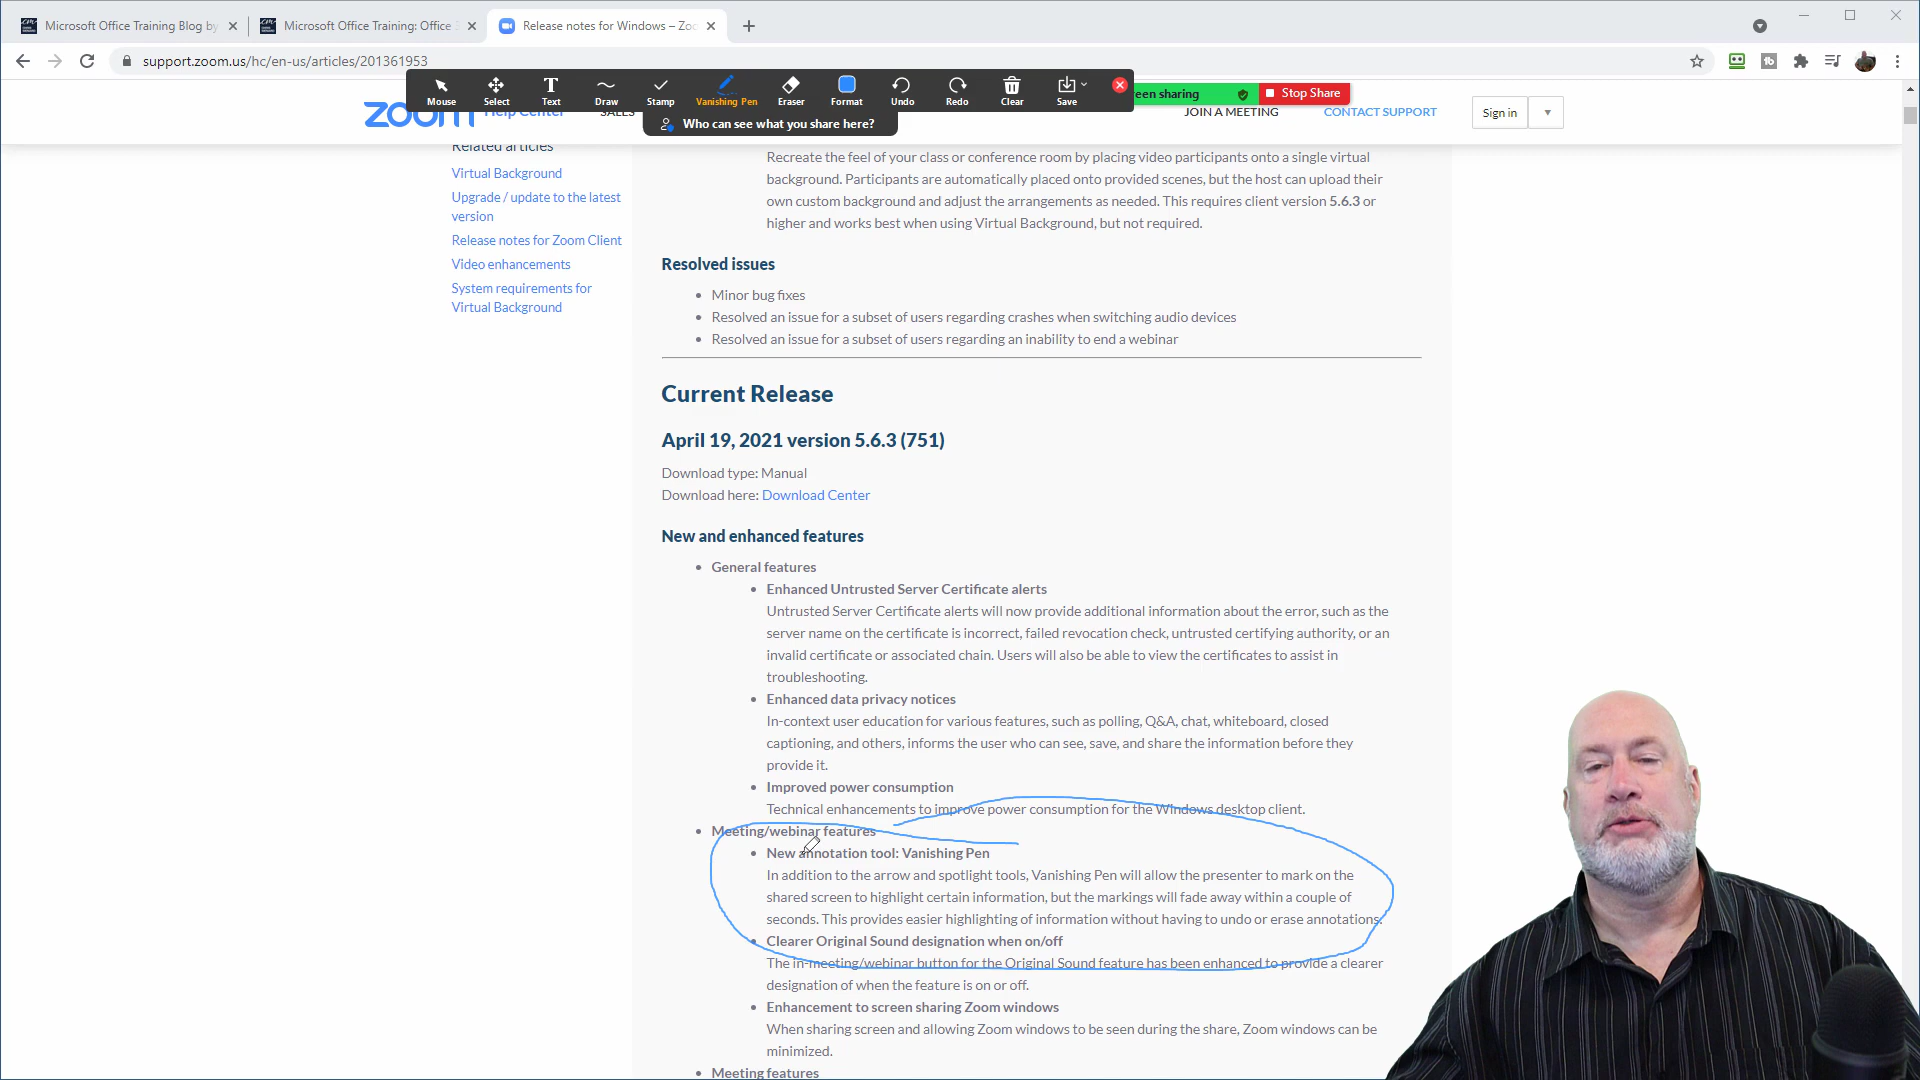 Microsoft Office Training Blog by
Microsoft Office Training: Office
Release notes for Windows – Zoo
support.zoom.us/hc/en-us/articles/201361953
Mouse
Select
Text
Draw
Stamp
Vanishing Pen
Eraser
Format
Undo
Redo
Clear
Save
een sharing
Stop Share
Who can see what you share here?
zoom
Help Center
SALES
JOIN A MEETING
CONTACT SUPPORT
Sign in
Related articles
Virtual Background
Upgrade / update to the latest
version
Release notes for Zoom Client
Video enhancements
System requirements for
Virtual Background
Recreate the feel of your class or conference room by placing video participants onto a single virtual
background. Participants are automatically placed onto provided scenes, but the host can upload their
own custom background and adjust the arrangements as needed. This requires client version 5.6.3 or
higher and works best when using Virtual Background, but not required.
Resolved issues
Minor bug fixes
Resolved an issue for a subset of users regarding crashes when switching audio devices
Resolved an issue for a subset of users regarding an inability to end a webinar
Current Release
April 19, 2021 version 5.6.3 (751)
Download type: Manual
Download here: Download Center
New and enhanced features
General features
Enhanced Untrusted Server Certificate alerts
Untrusted Server Certificate alerts will now provide additional information about the error, such as the
server name on the certificate is incorrect, failed revocation check, untrusted certifying authority, or an
invalid certificate or associated chain. Users will also be able to view the certificates to assist in
troubleshooting.
Enhanced data privacy notices
In-context user education for various features, such as polling, Q&A, chat, whiteboard, closed
captioning, and others, informs the user who can see, save, and share the information before they
provide it.
Improved power consumption
Technical enhancements to improve power consumption for the Windows desktop client.
Meeting/webinar features
New annotation tool: Vanishing Pen
In addition to the arrow and spotlight tools, Vanishing Pen will allow the presenter to mark on the
shared screen to highlight certain information, but the markings will fade away within a couple of
seconds. This provides easier highlighting of information without having to undo or erase annotations.
Clearer Original Sound designation when on/off
The in-meeting/webinar button for the Original Sound feature has been enhanced to provide a clearer
designation of when the feature is on or off.
Enhancement to screen sharing Zoom windows
When sharing screen and allowing Zoom windows to be seen during the share, Zoom windows can be
minimized.
Meeting features